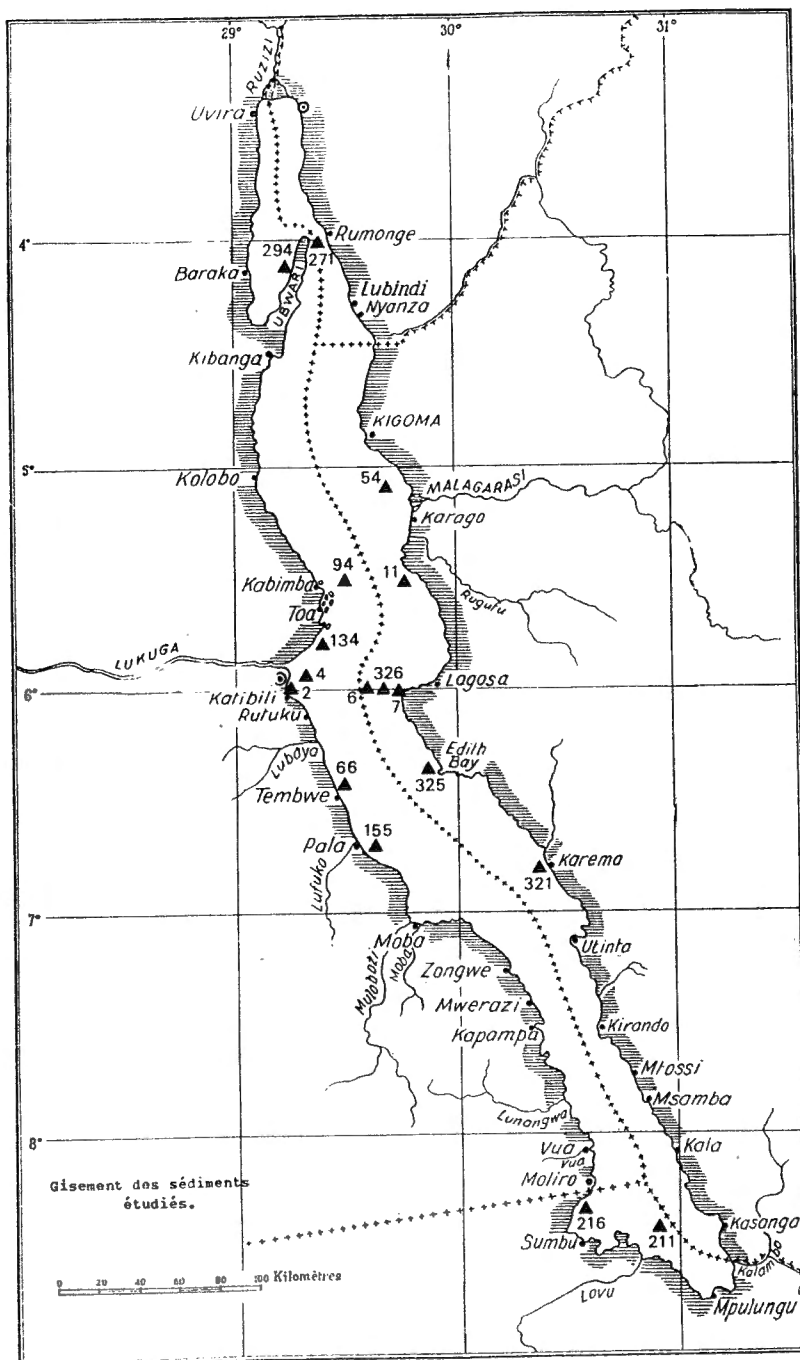 29°
30°
31°
RUZIZI
Uvira
4°
Rumonge
294
271
Baraka
UBWARI
Lubindi
Nyanza
Kibanga
KIGOMA
5°
54
MALAGARASI
Kolobo
Karago
94
11
Kabimba
Rugufu
Toa
134
LUKUGA
4
326
Lagosa
6°
2
6
7
Katibili
Rutuku
Edith
Bay
Lubaya
66
325
Tembwe
155
Pala
Karema
321
Lufuko
7°
Moba
Utinta
Mulobozi
Moba
Zongwe
Mwerazi
Kirando
Kapampa
Mtossi
Msamba
Lunangwa
8°
Vua
Vua
Kala
Gisement des sédiments
étudiés.
Moliro
216
211
Kasanga
Sumbu
Kalambo
0 20 40 60 80 100 Kilomètres
Lovu
Mpulungu